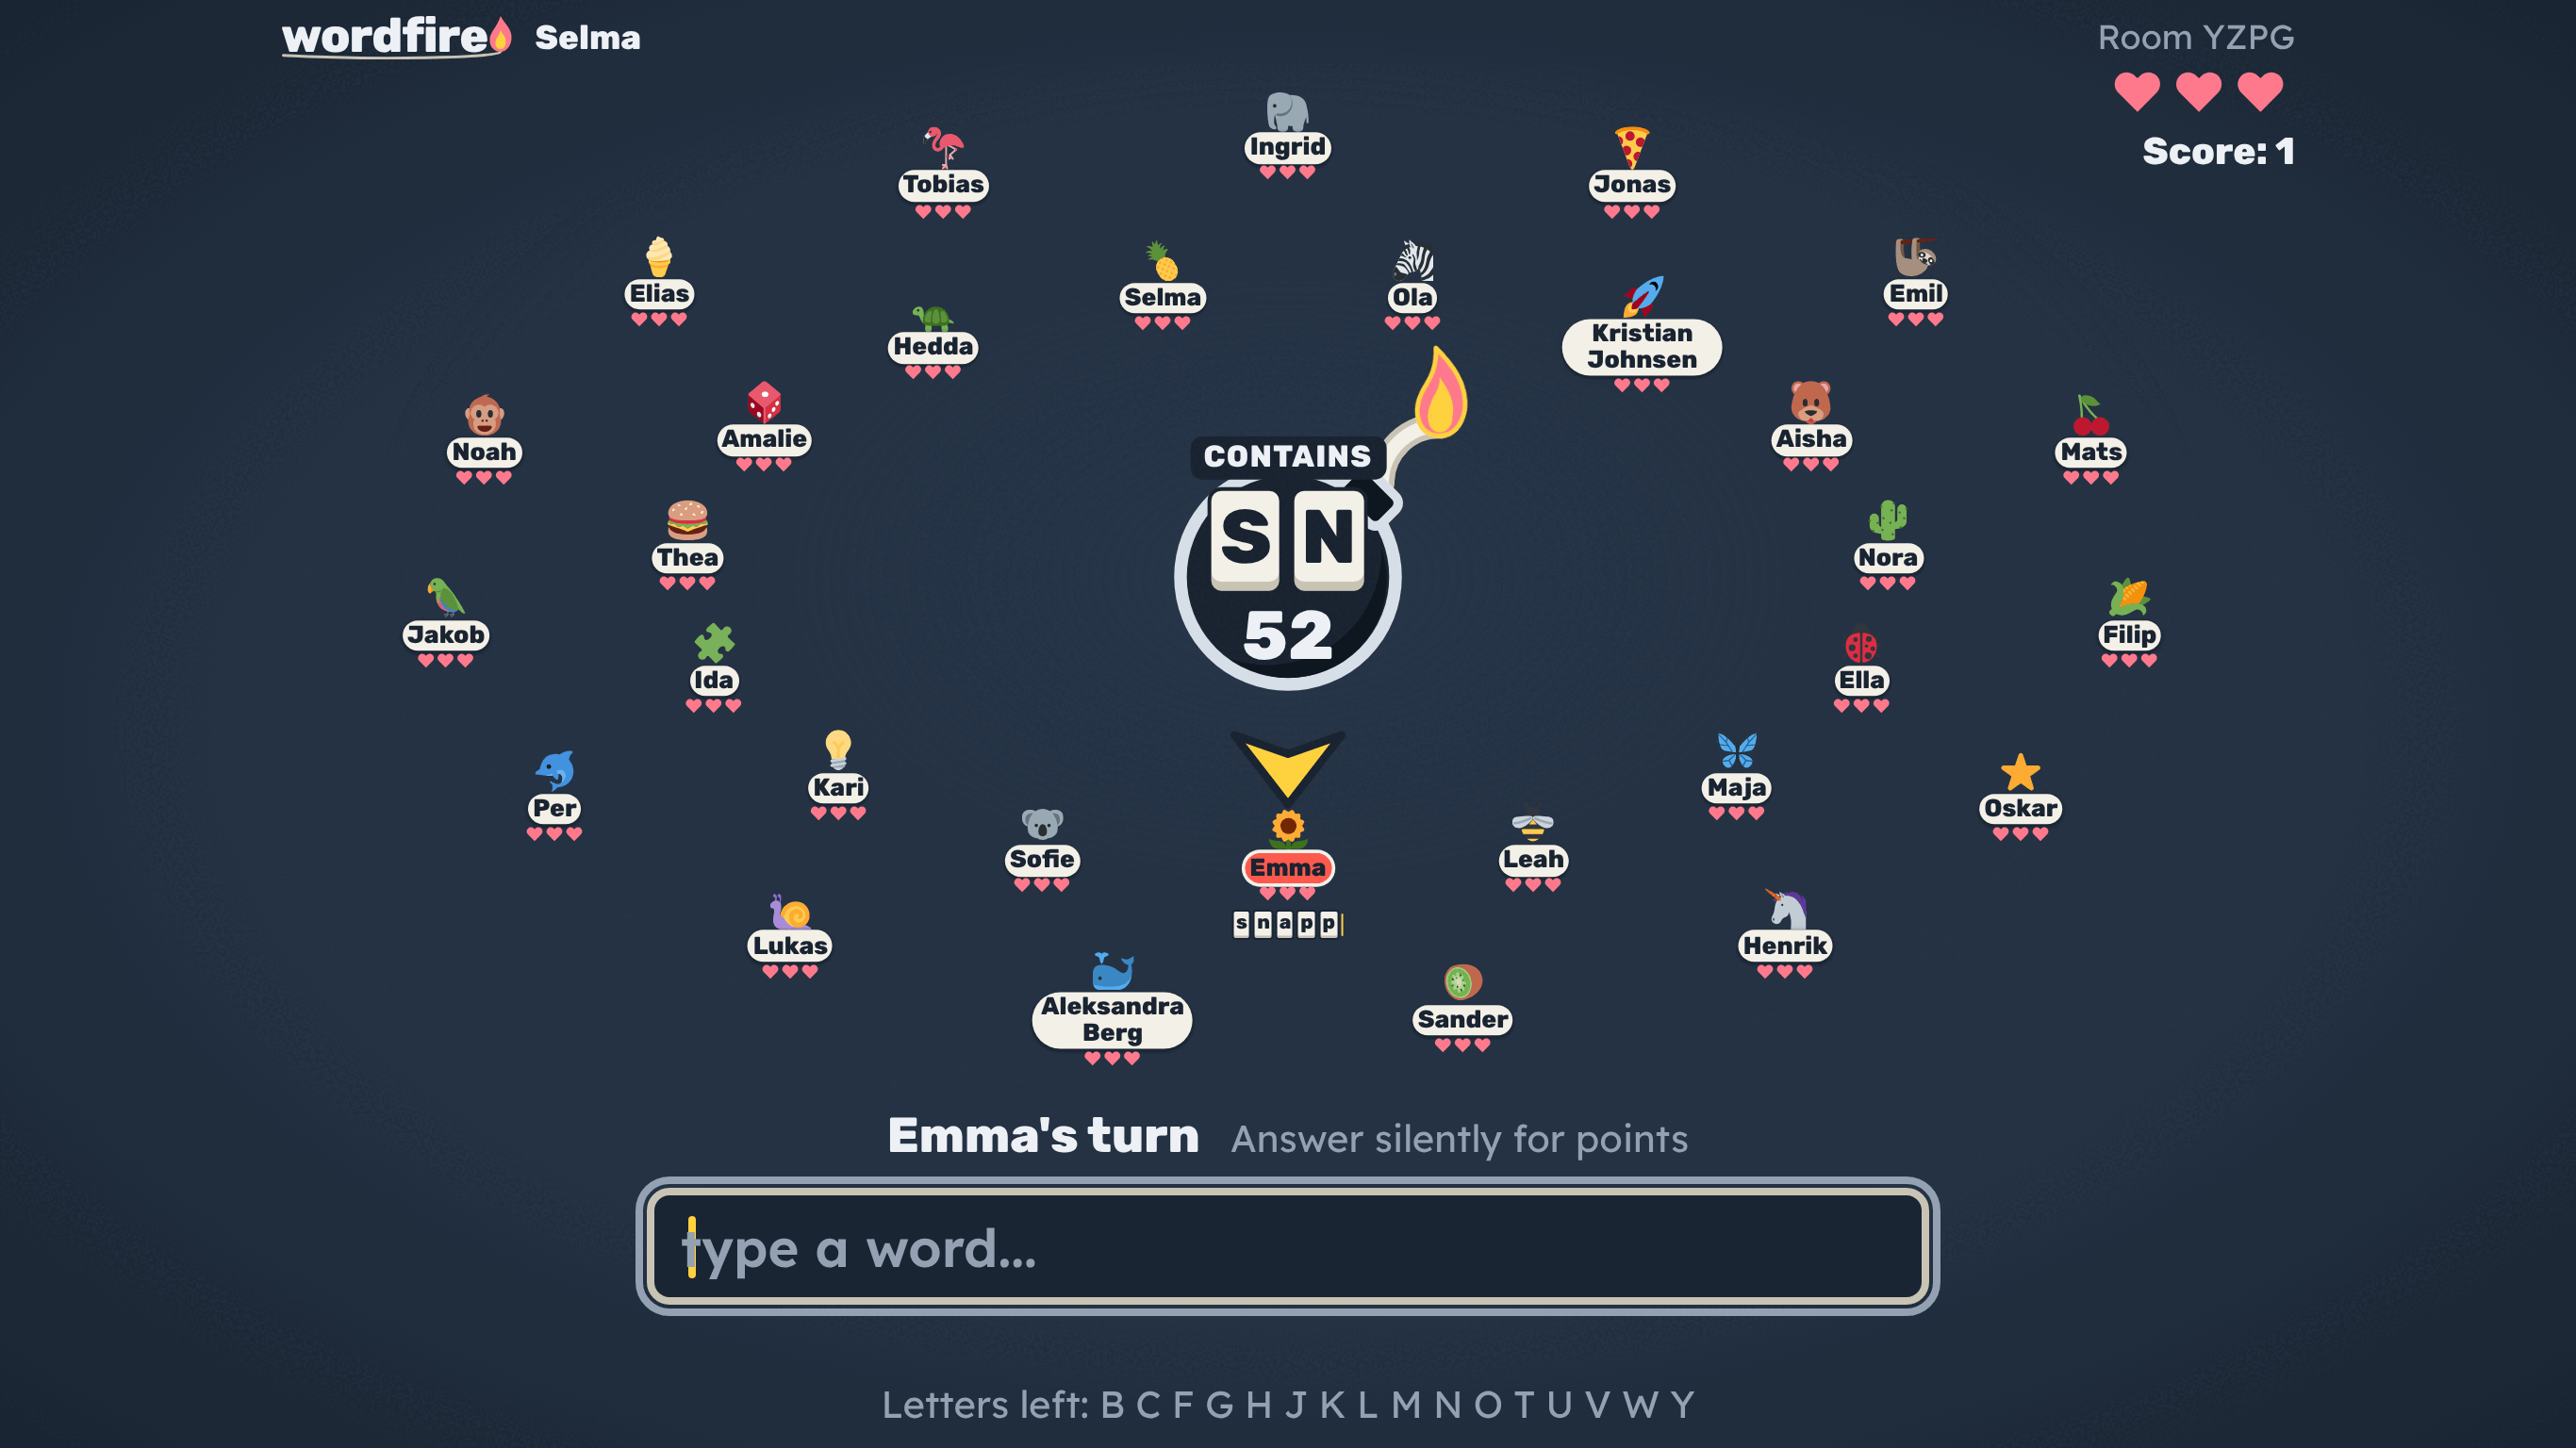 wordfire Selma
Room YZPG
Score: 1
Ingrid
Tobias
Jonas
Elias
Selma
Ola
Emil
Hedda
Kristian
Johnsen
Noah
Amalie
Aisha
Mats
CONTAINS
S N
52
Thea
Nora
Jakob
Filip
Ida
Ella
Per
Kari
Maja
Oskar
Sofie
Emma
Leah
snapp
Lukas
Henrik
Aleksandra
Berg
Sander
Emma's turn Answer silently for points
type a word...
Letters left: B C F G H J K L M N O T U V W Y